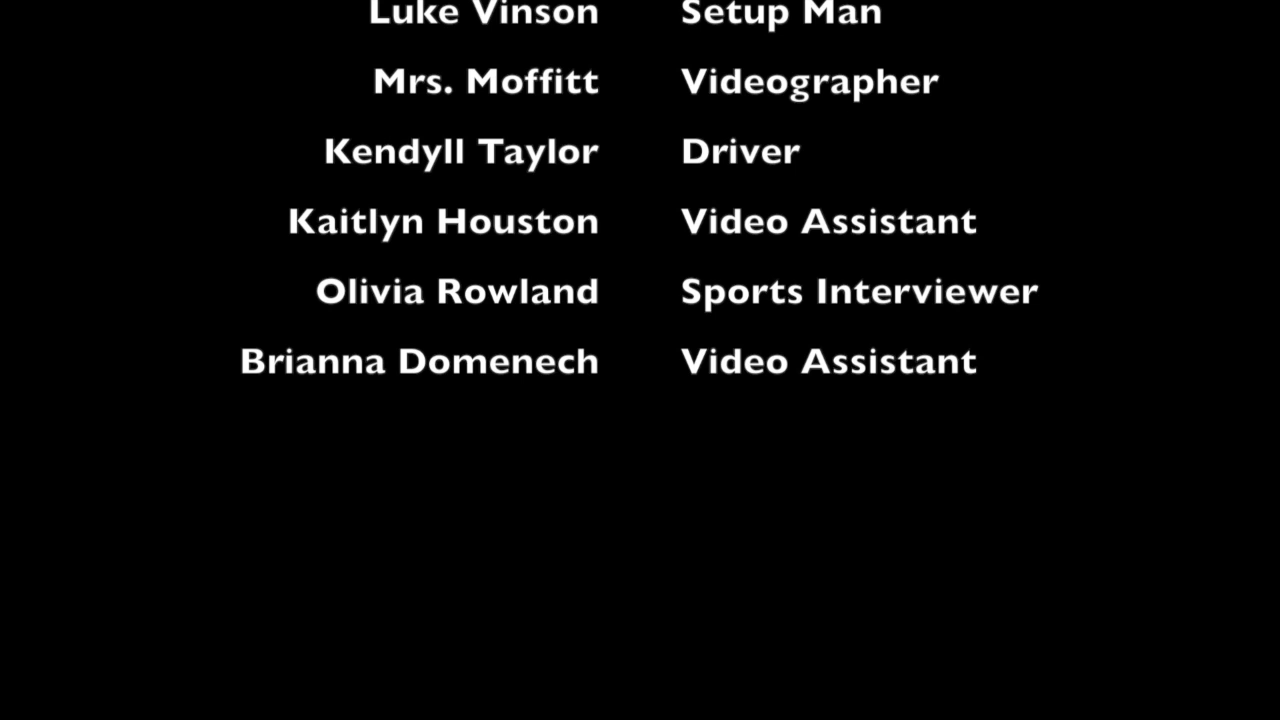 Luke Vinson Setup Man
Mrs. Moffitt Videographer
Kendyll Taylor Driver
Kaitlyn Houston Video Assistant
Olivia Rowland Sports Interviewer
Brianna Domenech Video Assistant